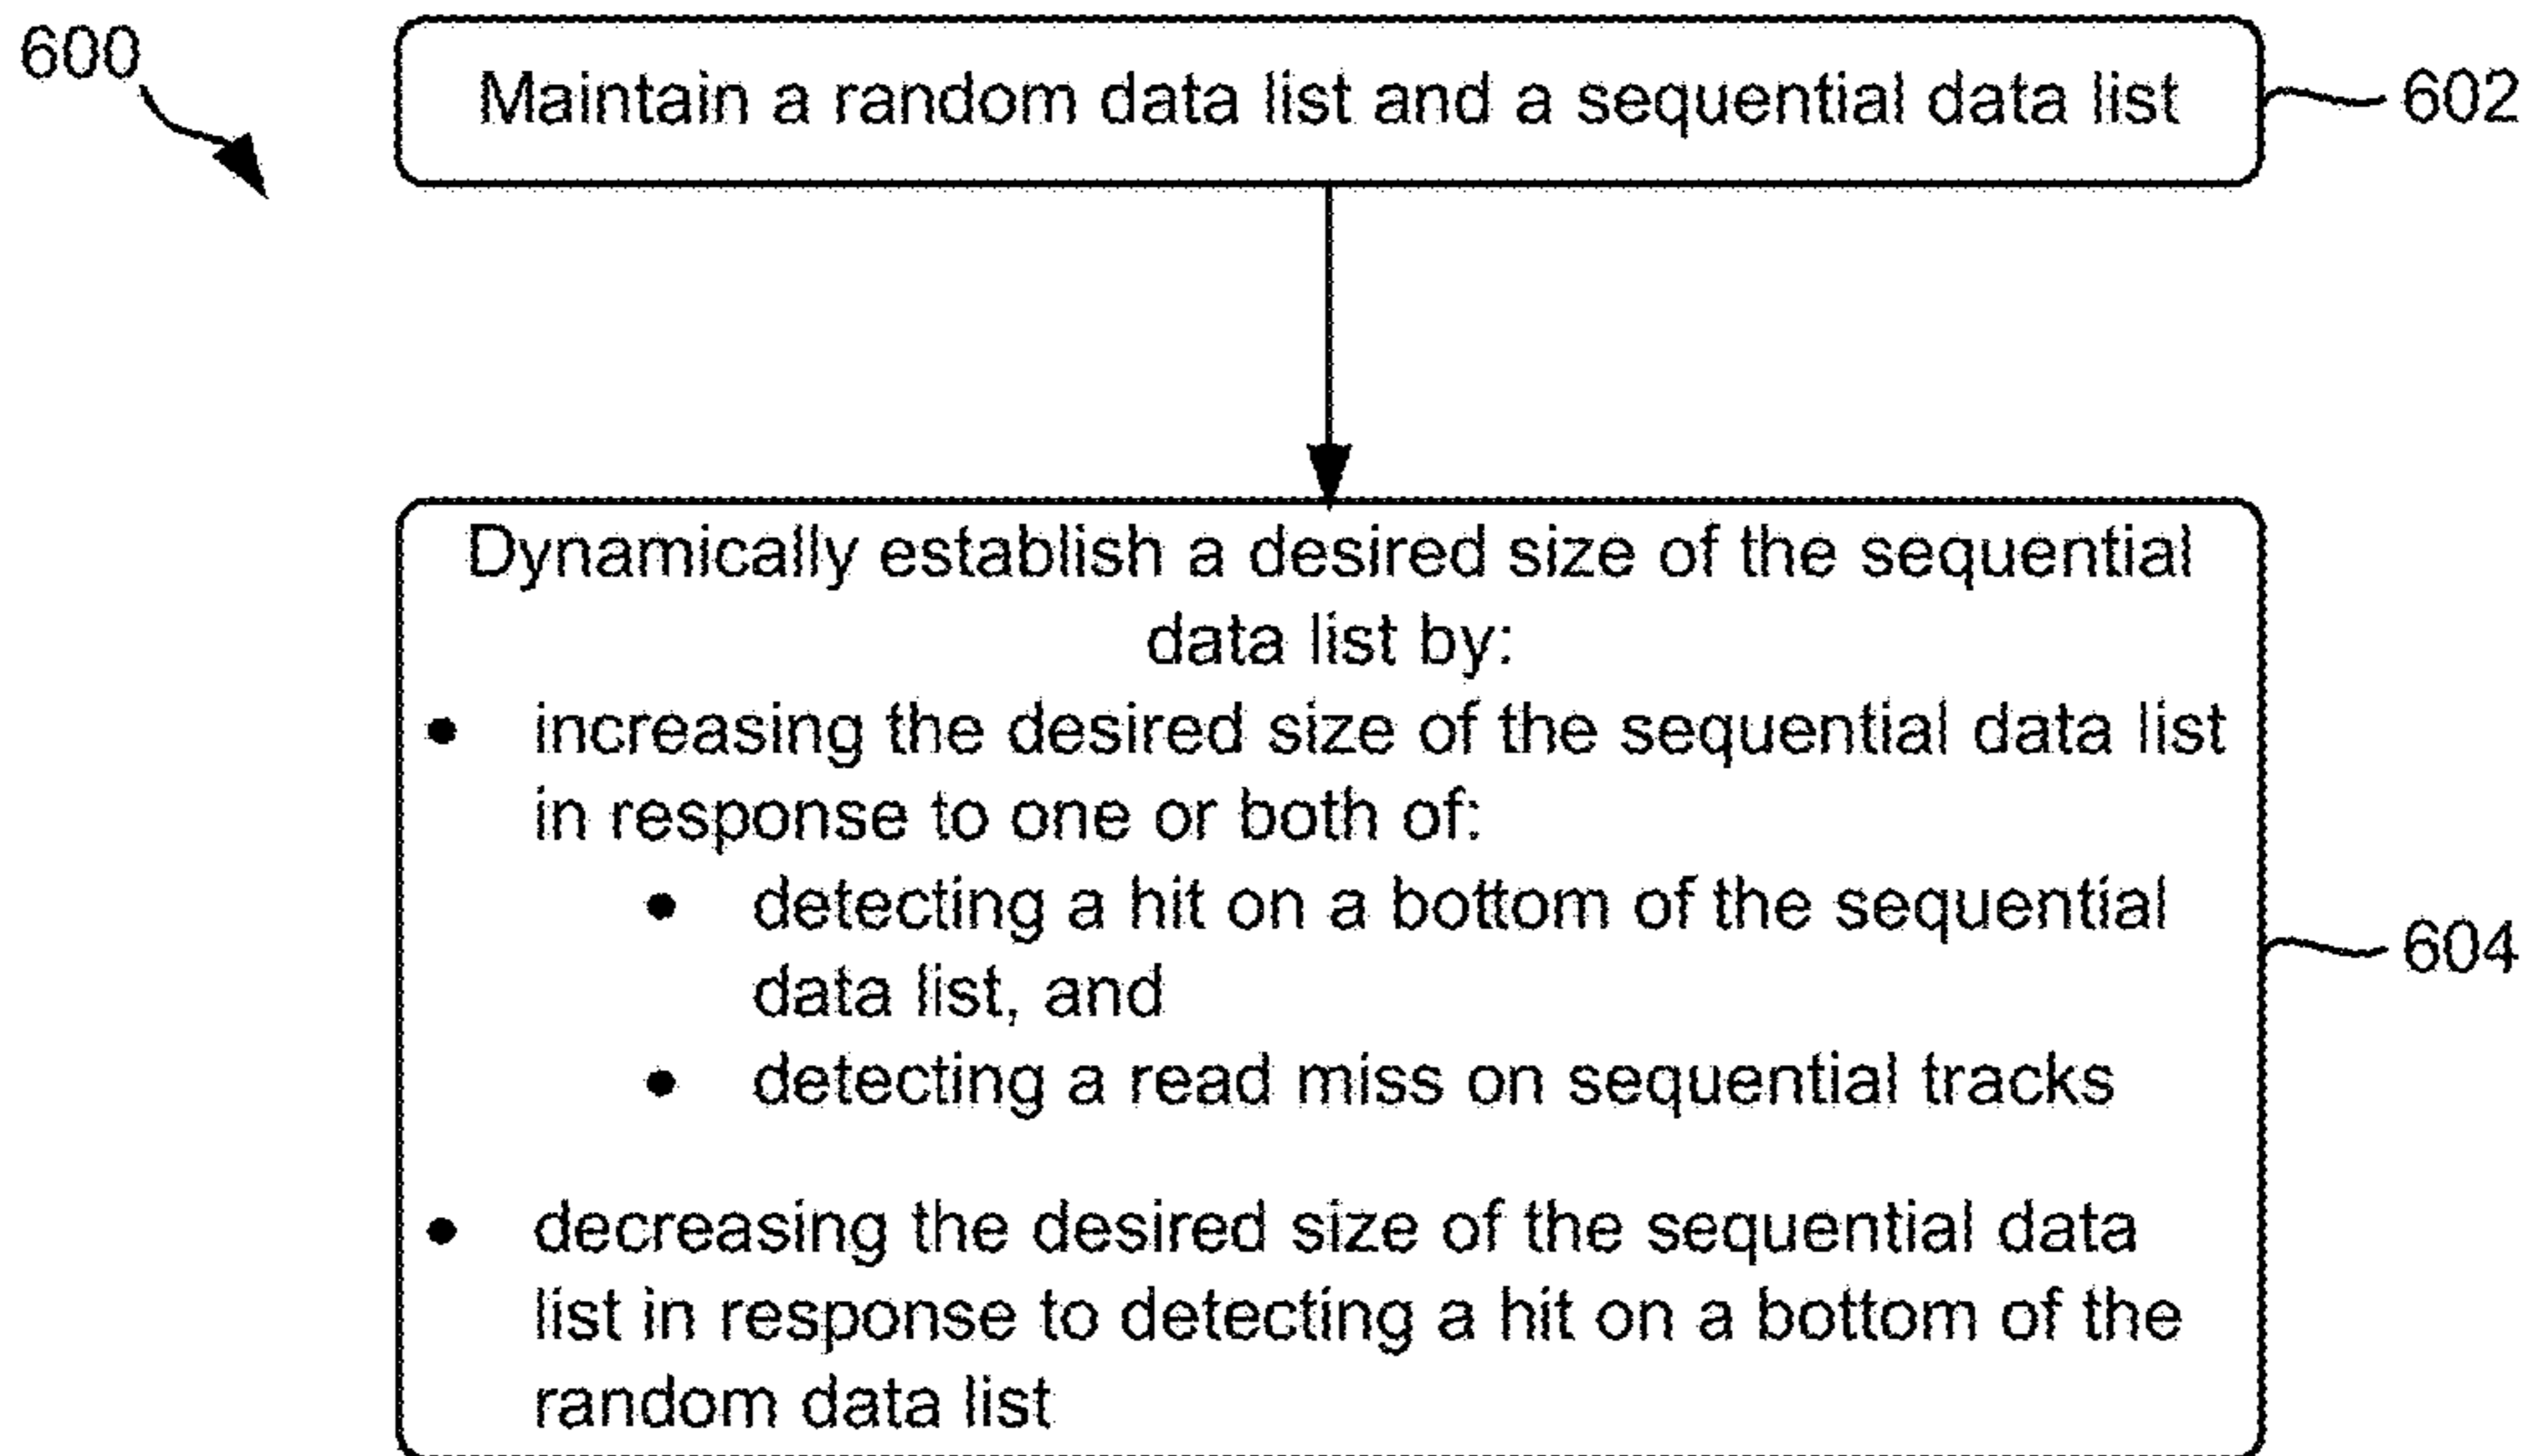 600
Maintain a random data list and a sequential data list
602
Dynamically establish a desired size of the sequential
data list by:
• increasing the desired size of the sequential data list
in response to one or both of:
• detecting a hit on a bottom of the sequential
data list, and
• detecting a read miss on sequential tracks
604
• decreasing the desired size of the sequential data
list in response to detecting a hit on a bottom of the
random data list